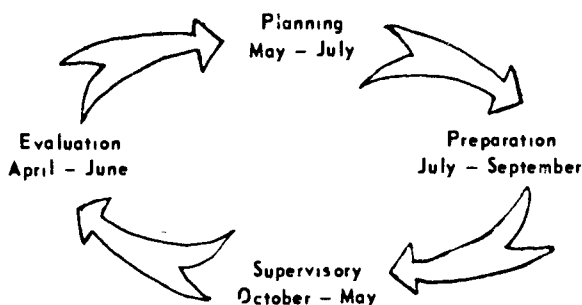 Planning
May – July
Evaluation
April – June
Preparation
July – September
Supervisory
October – May